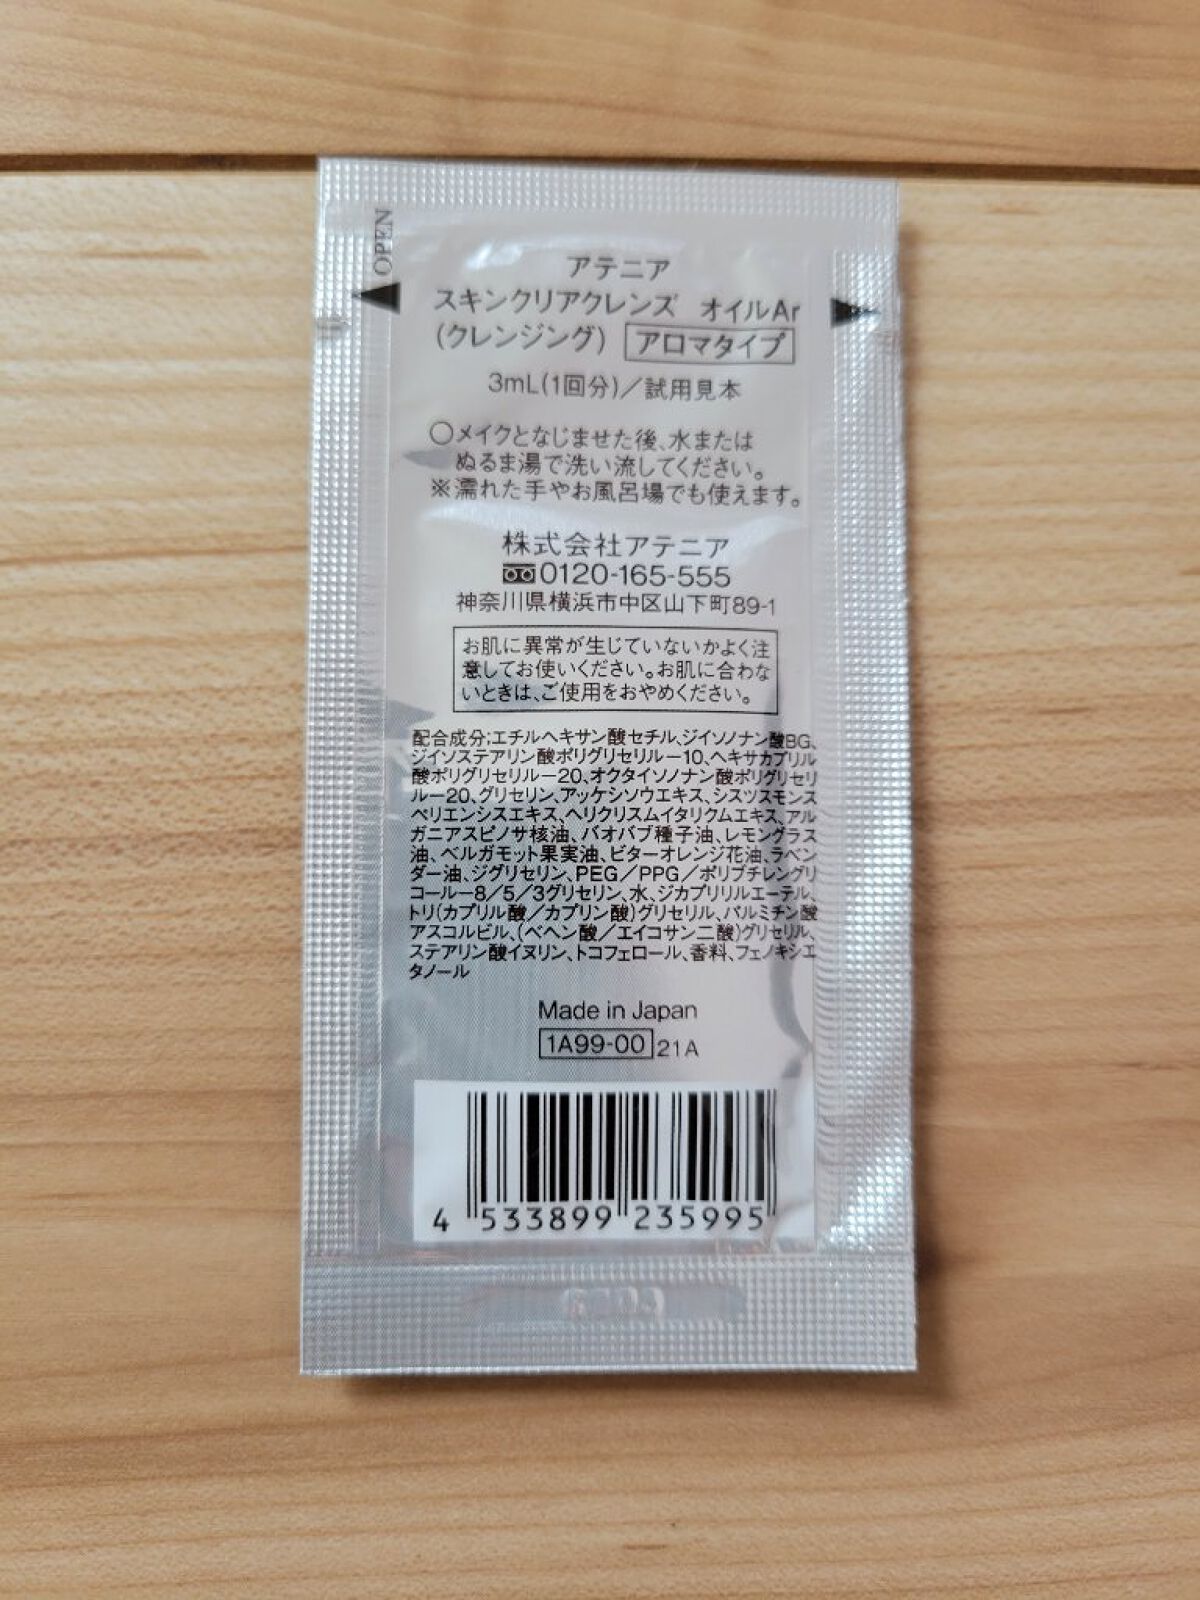 OPEN
アテニア
スキンクリアクレンズ オイルAr
(クレンジング) アロマタイプ
3mL(1回分)／試用見本
○メイクとなじませた後、水または
ぬるま湯で洗い流してください。
※濡れた手やお風呂場でも使えます。
株式会社アテニア
0120-165-555
神奈川県横浜市中区山下町89-1
お肌に異常が生じていないかよく注
意してお使いください。お肌に合わな
いときは、ご使用をおやめください。
配合成分;エチルヘキサン酸セチル、ジイソノナン酸BG、
ジイソステアリン酸ポリグリセリル－10、ヘキサカプリル
酸ポリグリセリル－20、オクタイソノナン酸ポリグリセリ
ル－20、グリセリン、アッケシソウエキス、シスツスモンス
ペリエンシスエキス、ヘリクリスムイタリクムエキス、アル
ガニアスピノサ核油、バオバブ種子油、レモングラス
油、ベルガモット果実油、ビターオレンジ花油、ラベン
ダー油、ジグリセリン、PEG／PPG／ポリブチレングリ
コール－8／5／3グリセリン、水、ジカプリリルエーテル、
トリ(カプリル酸／カプリン酸)グリセリル、パルミチン酸
アスコルビル、(ベヘン酸／エイコサン二酸)グリセリル、
ステアリン酸イヌリン、トコフェロール、香料、フェノキシエ
タノール
Made in Japan
1A99-00 21A
4 533899 235995